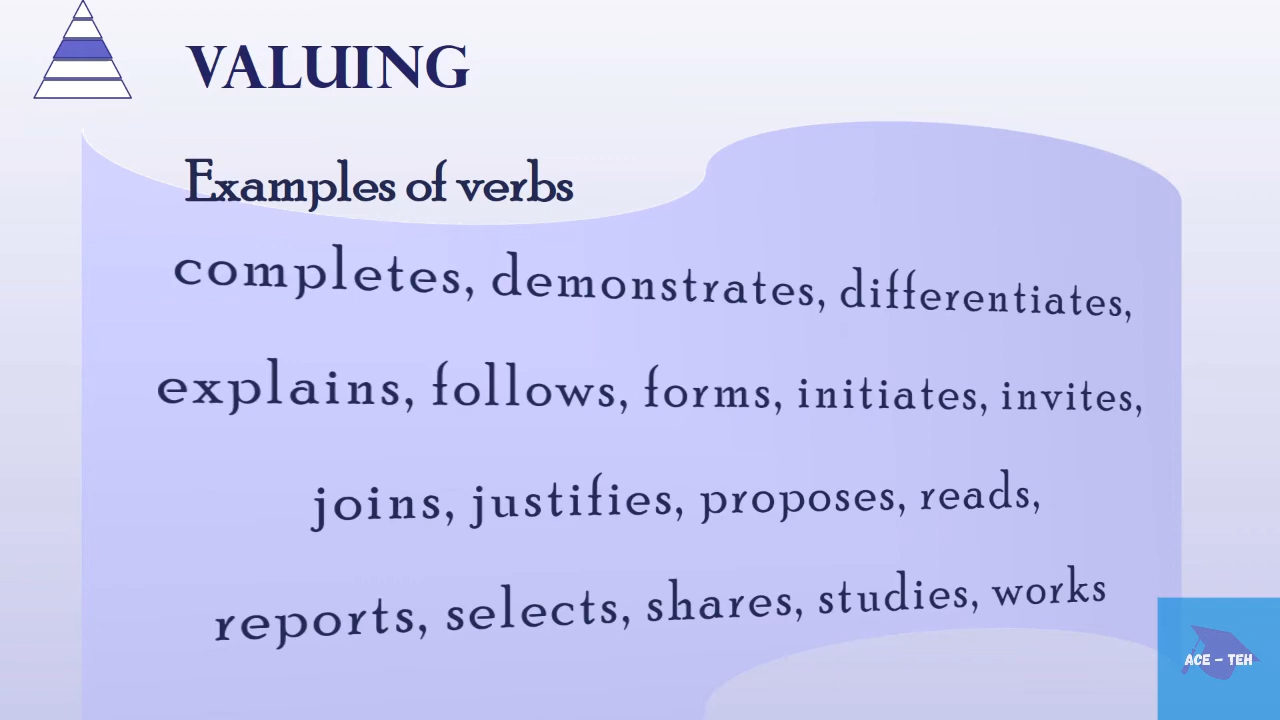 VALUING
Examples of verbs
completes, demonstrates, differentiates,
explains, follows, forms, initiates, invites,
joins, justifies, proposes, reads,
reports, selects, shares, studies, works
ACE – TEH